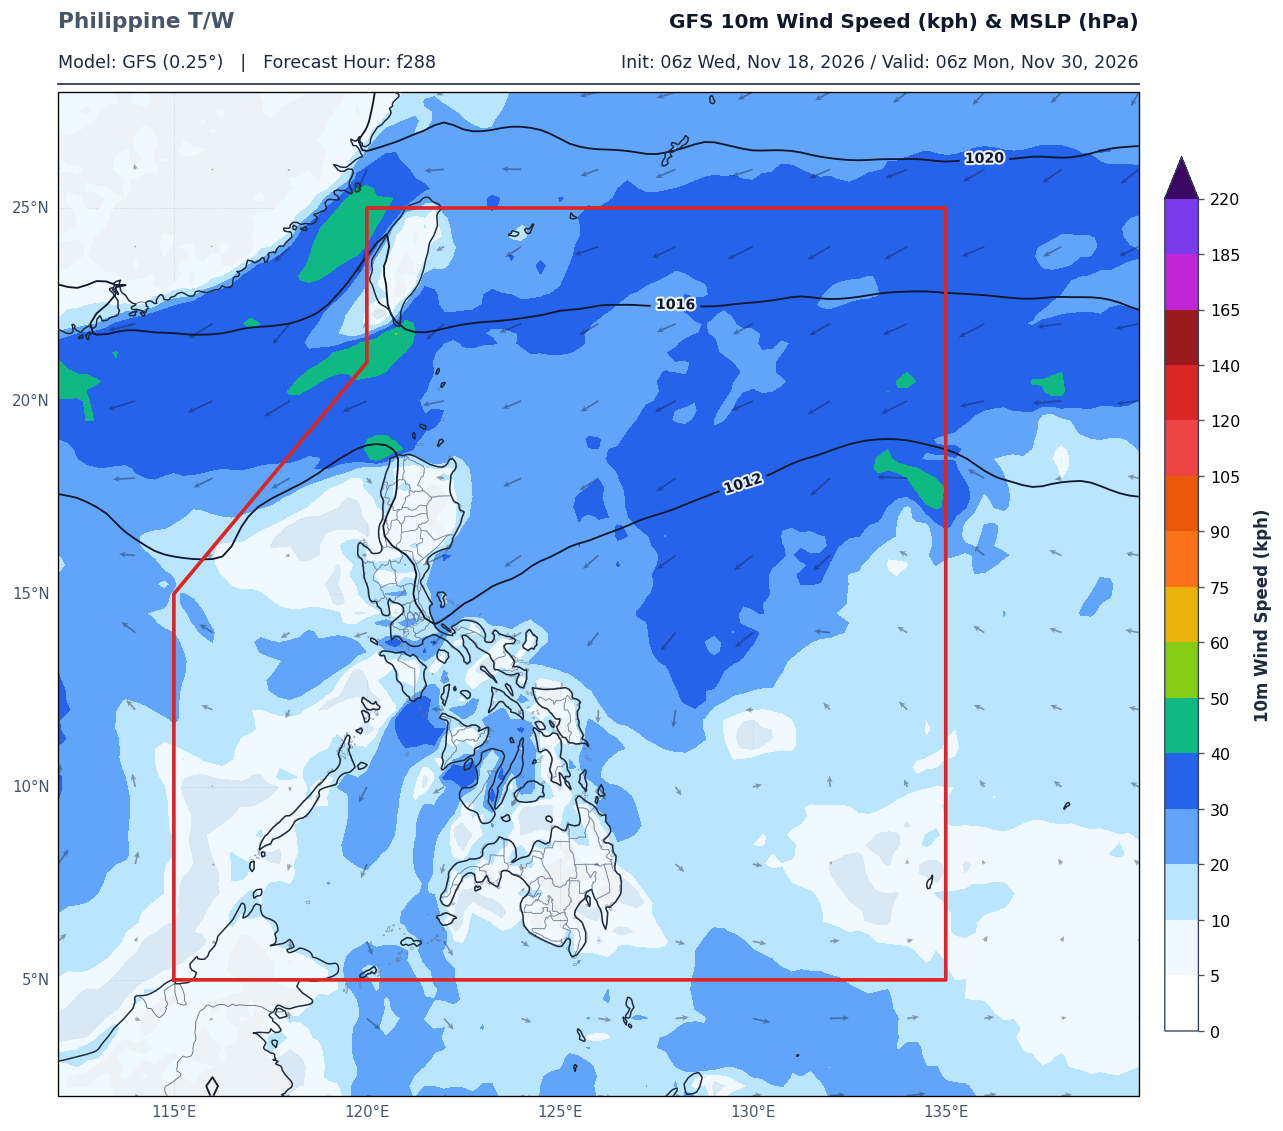 Philippine T/W
GFS 10m Wind Speed (kph) & MSLP (hPa)
Model: GFS (0.25°) | Forecast Hour: f288
Init: 06z Wed, Nov 18, 2026 / Valid: 06z Mon, Nov 30, 2026
1020
1016
1012
25°N
20°N
15°N
10°N
5°N
115°E
120°E
125°E
130°E
135°E
220
185
165
140
120
105
90
75
60
50
40
30
20
10
5
0
10m Wind Speed (kph)